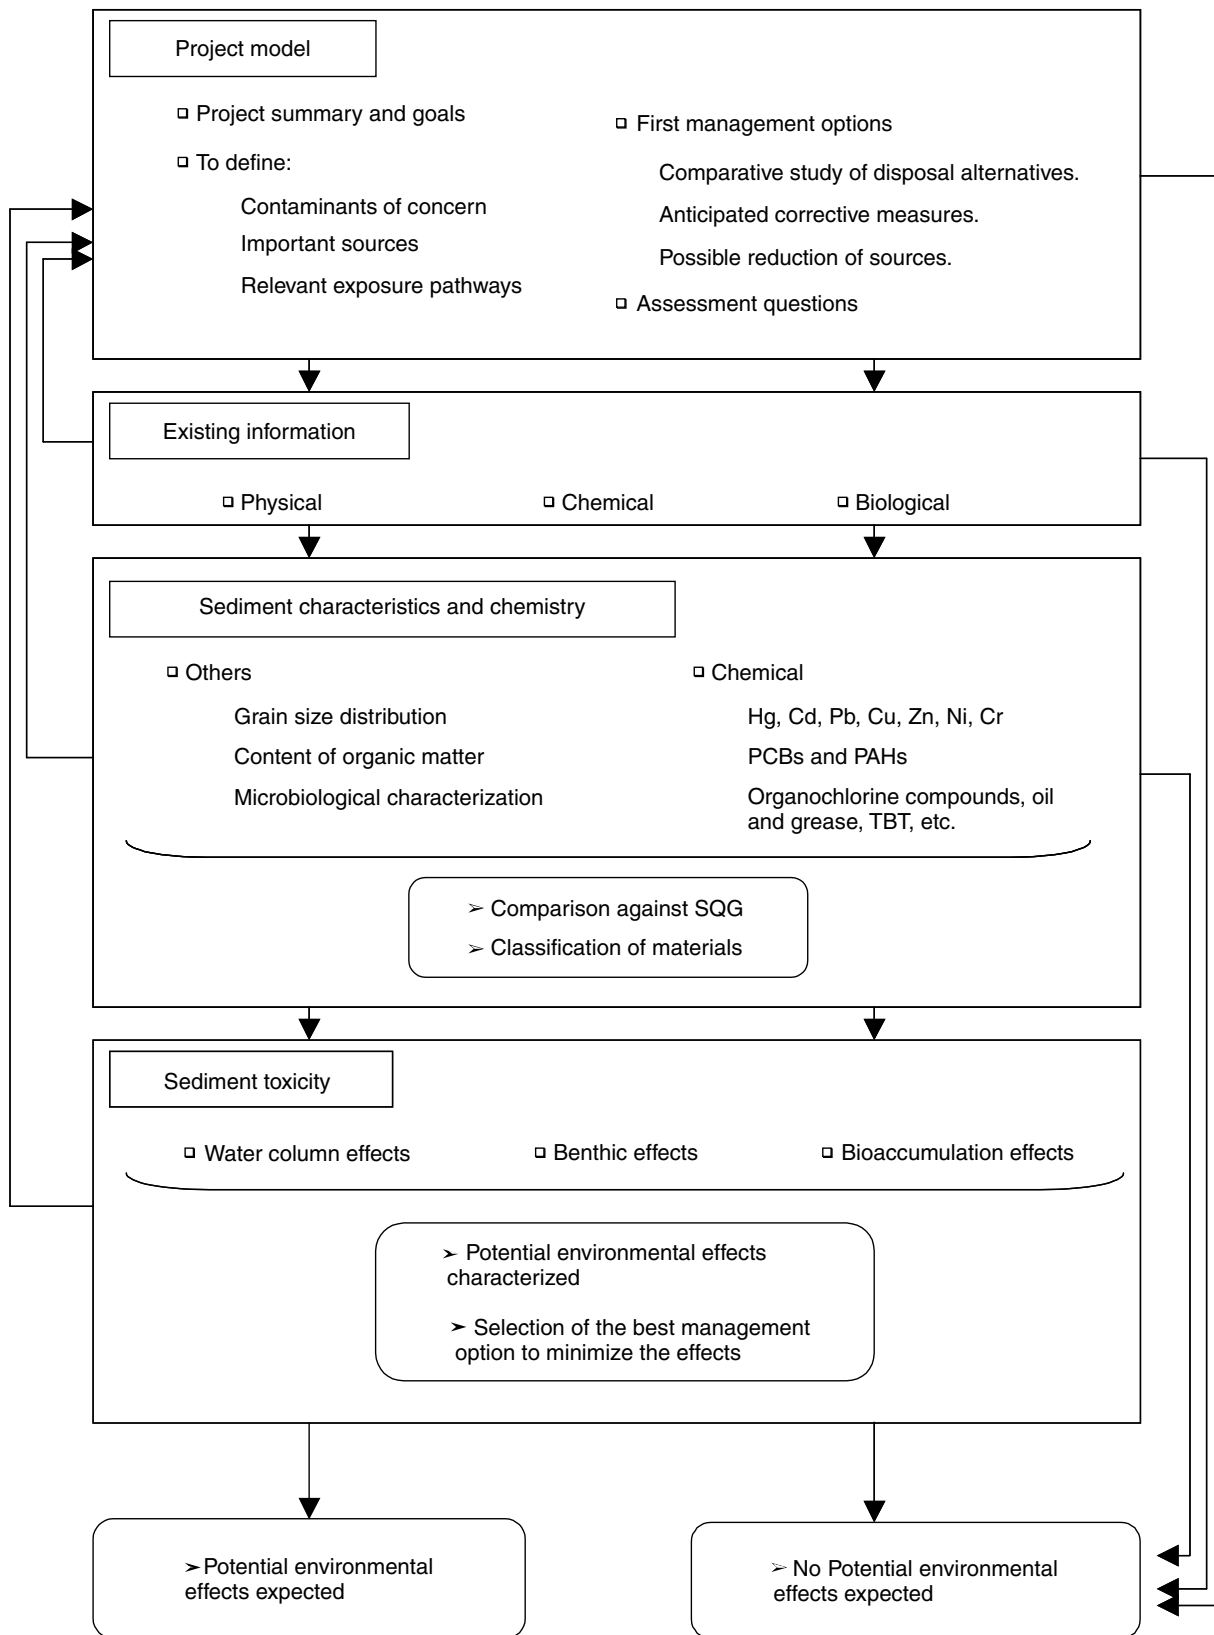 Project model
Project summary and goals
To define:
Contaminants of concern
Important sources
Relevant exposure pathways
First management options
Comparative study of disposal alternatives.
Anticipated corrective measures.
Possible reduction of sources.
Assessment questions
Existing information
Physical
Chemical
Biological
Sediment characteristics and chemistry
Others
Grain size distribution
Content of organic matter
Microbiological characterization
Chemical
Hg, Cd, Pb, Cu, Zn, Ni, Cr
PCBs and PAHs
Organochlorine compounds, oil
and grease, TBT, etc.
➢ Comparison against SQG
➢ Classification of materials
Sediment toxicity
Water column effects
Benthic effects
Bioaccumulation effects
➢ Potential environmental effects
characterized
➢ Selection of the best management
option to minimize the effects
➢ Potential environmental
effects expected
➢ No Potential environmental
effects expected